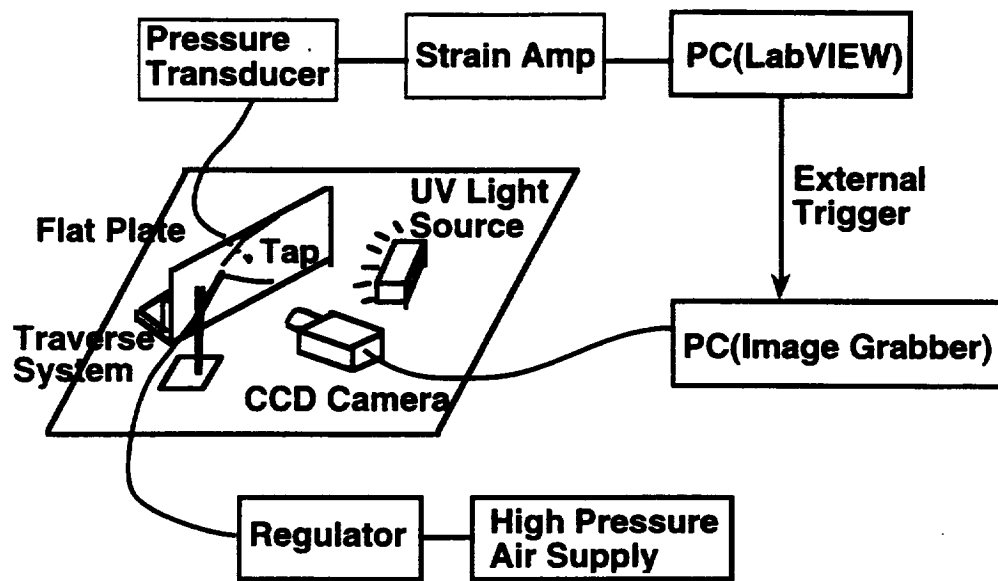 Pressure
Transducer
Strain Amp
PC(LabVIEW)
External
Trigger
UV Light
Source
Flat Plate
Tap
Traverse
System
CCD Camera
PC(Image Grabber)
Regulator
High Pressure
Air Supply